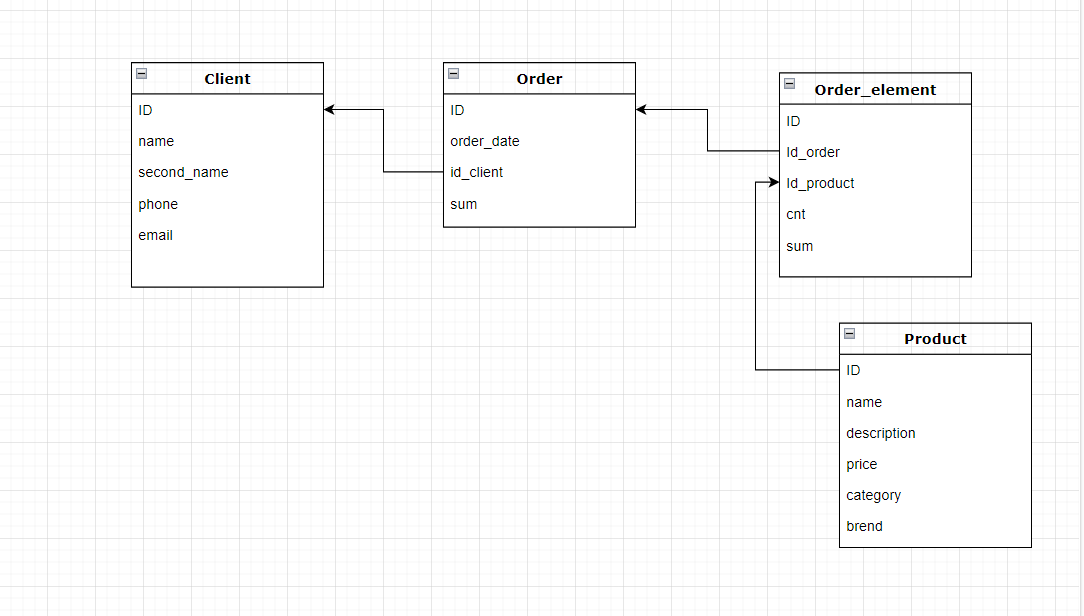 Client
ID
name
second_name
phone
email
Order
ID
order_date
id_client
sum
Order_element
ID
Id_order
Id_product
cnt
sum
Product
ID
name
description
price
category
brend